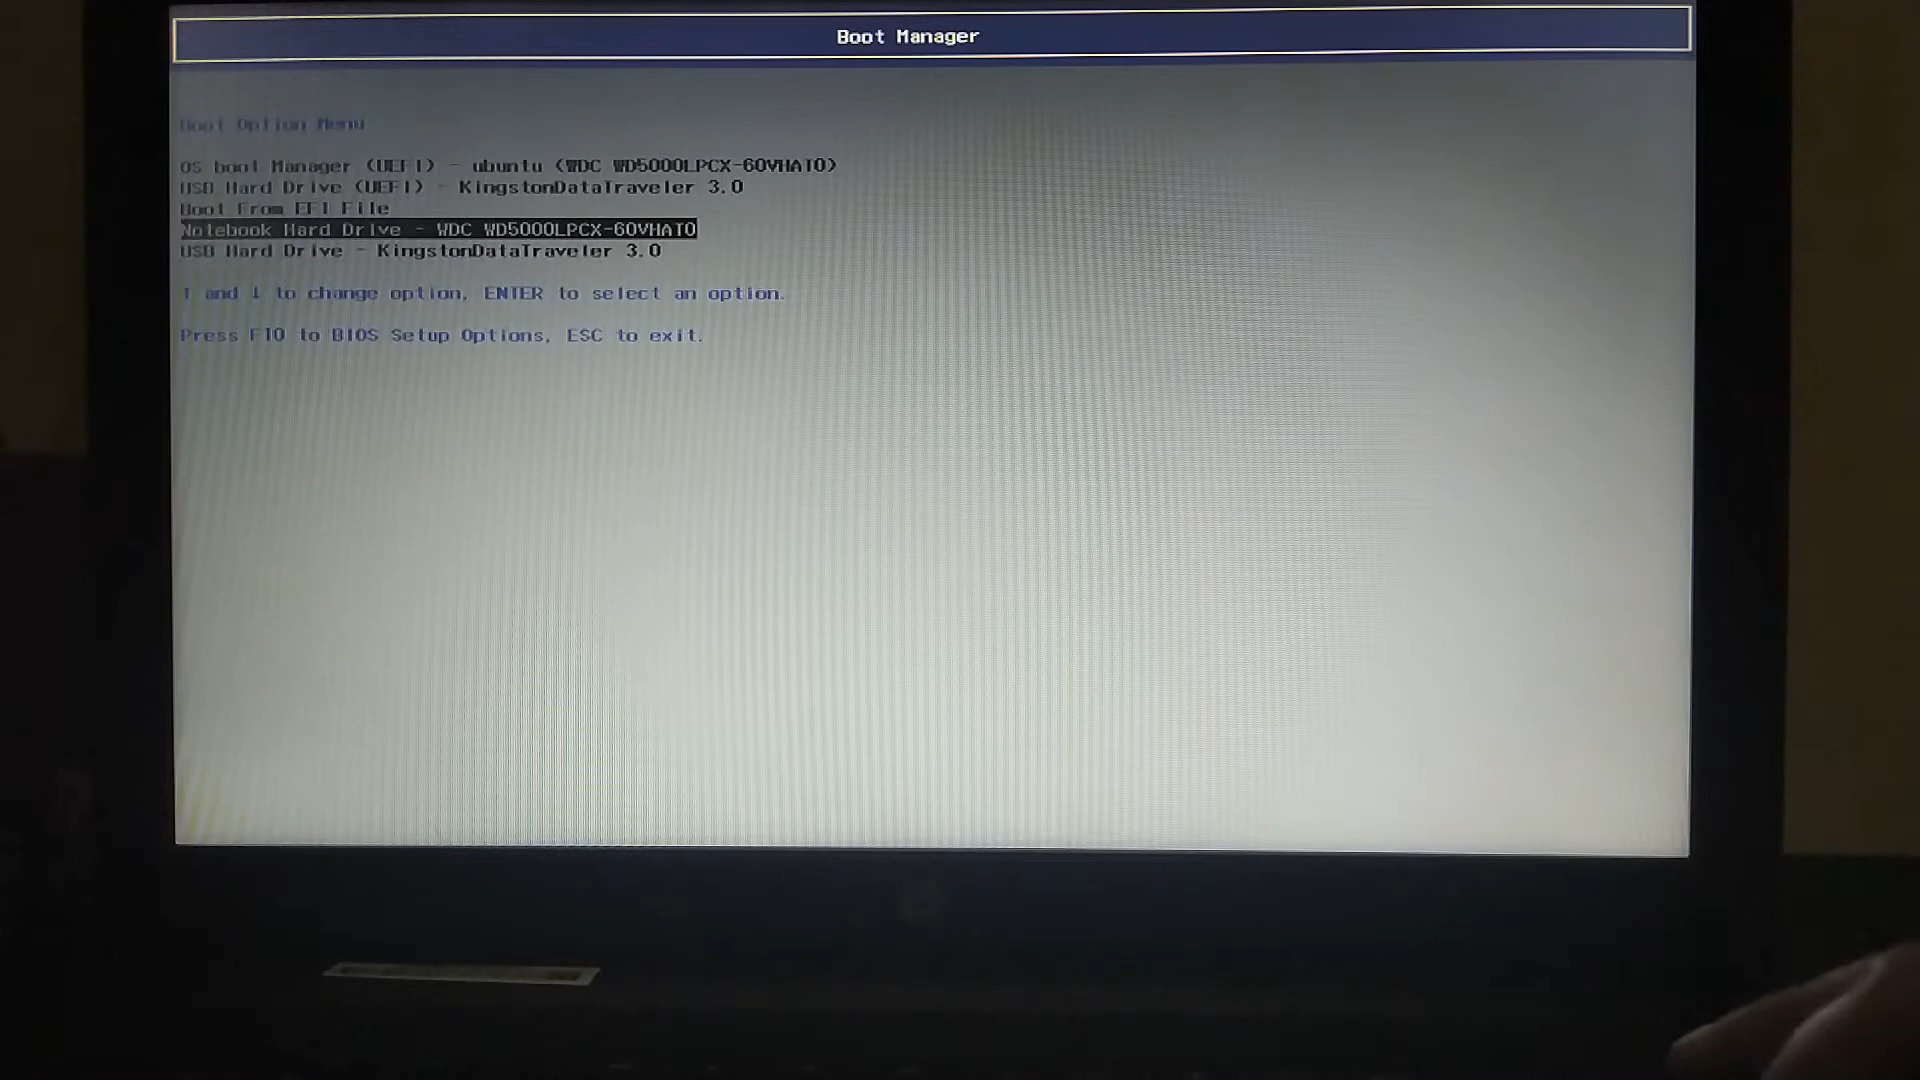 Boot Manager
Boot Option Menu
OS boot Manager (UEFI) - ubuntu (WDC WD5000LPCX-60VHAT0)
USB Hard Drive (UEFI) - KingstonDataTraveler 3.0
Boot From EFI File
Notebook Hard Drive - WDC WD5000LPCX-60VHAT0
USB Hard Drive - KingstonDataTraveler 3.0
↑ and ↓ to change option, ENTER to select an option.
Press F10 to BIOS Setup Options, ESC to exit.